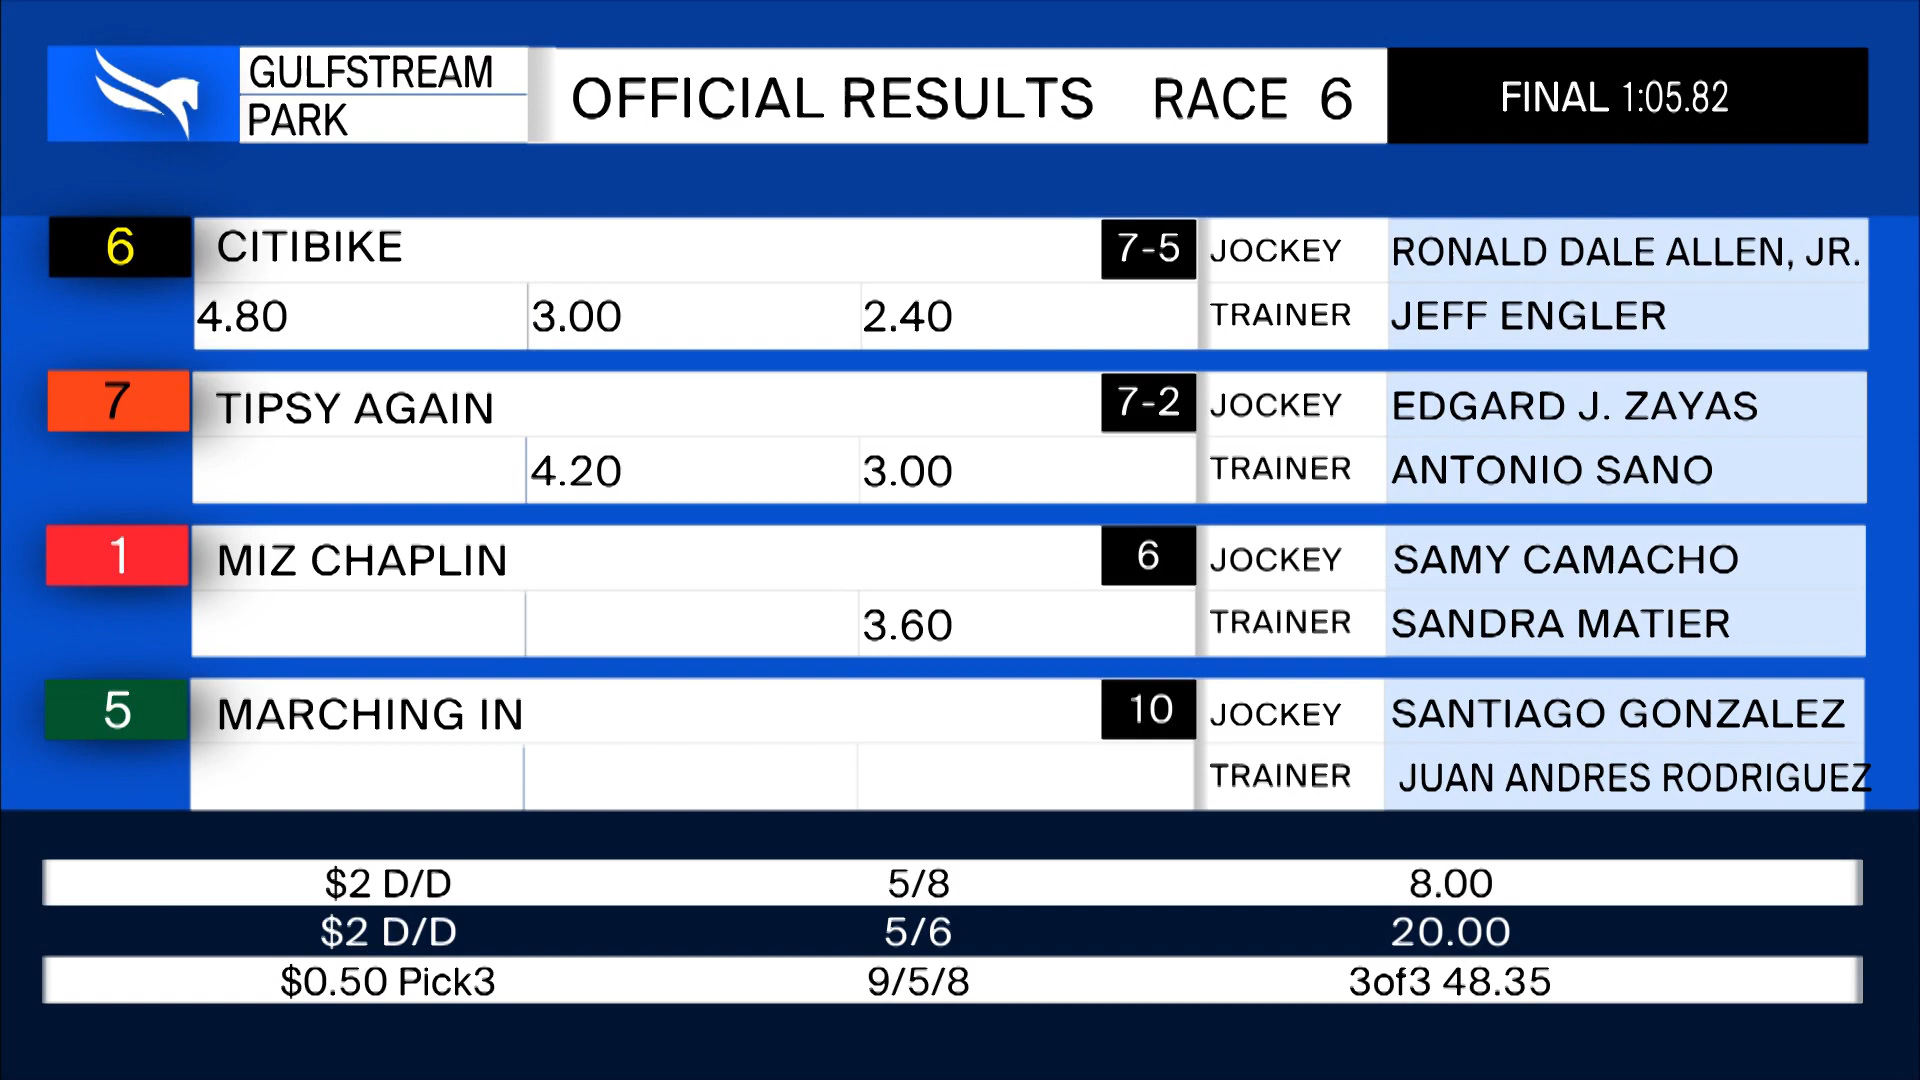 GULFSTREAM
PARK
OFFICIAL RESULTS RACE 6
FINAL 1:05.82
6 CITIBIKE 7-5 JOCKEY RONALD DALE ALLEN, JR.
4.80 3.00 2.40 TRAINER JEFF ENGLER
7 TIPSY AGAIN 7-2 JOCKEY EDGARD J. ZAYAS
4.20 3.00 TRAINER ANTONIO SANO
1 MIZ CHAPLIN 6 JOCKEY SAMY CAMACHO
3.60 TRAINER SANDRA MATIER
5 MARCHING IN 10 JOCKEY SANTIAGO GONZALEZ
TRAINER JUAN ANDRES RODRIGUEZ
$2 D/D 5/8 8.00
$2 D/D 5/6 20.00
$0.50 Pick3 9/5/8 3of3 48.35